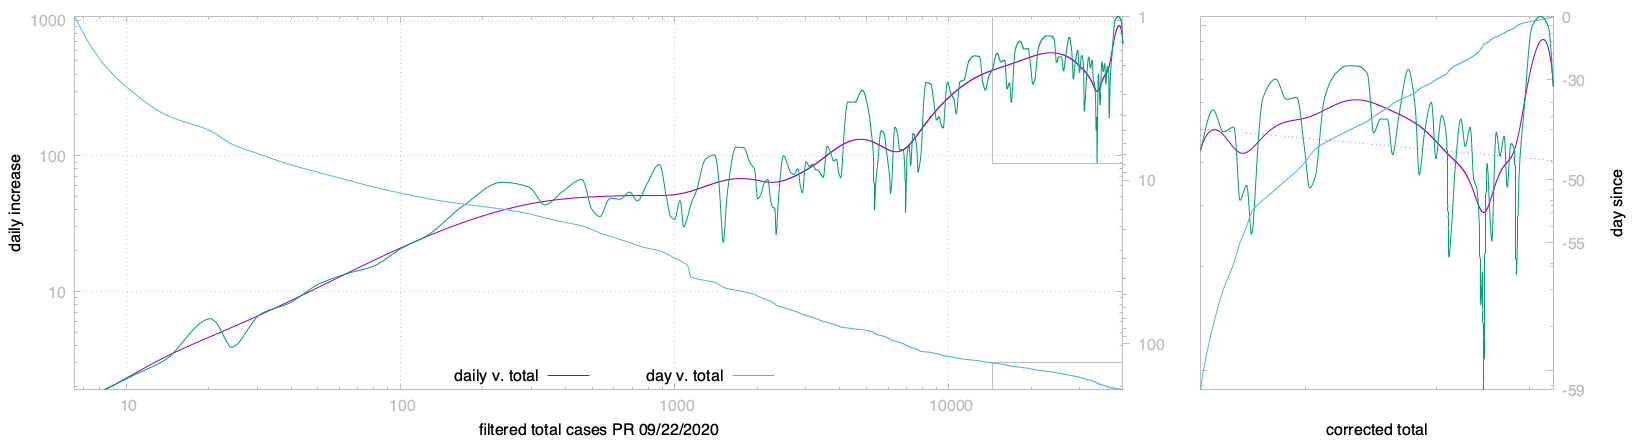 1000
100
10
daily increase
10
100
1000
10000
filtered total cases PR 09/22/2020
daily v. total
day v. total
1
10
100
0
-30
-50
-55
-59
day since
corrected total